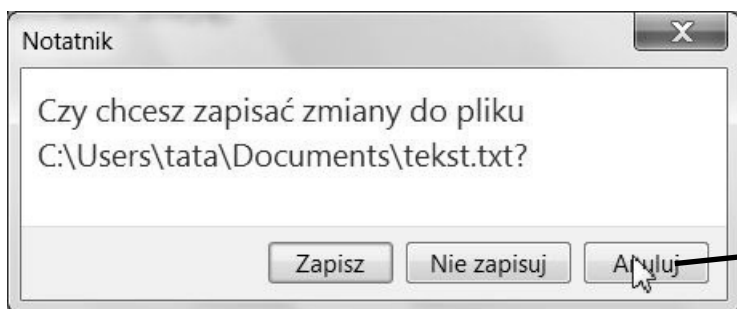 Notatnik
Czy chcesz zapisać zmiany do pliku
C:\Users\tata\Documents\tekst.txt?
Zapisz
Nie zapisuj
Anuluj